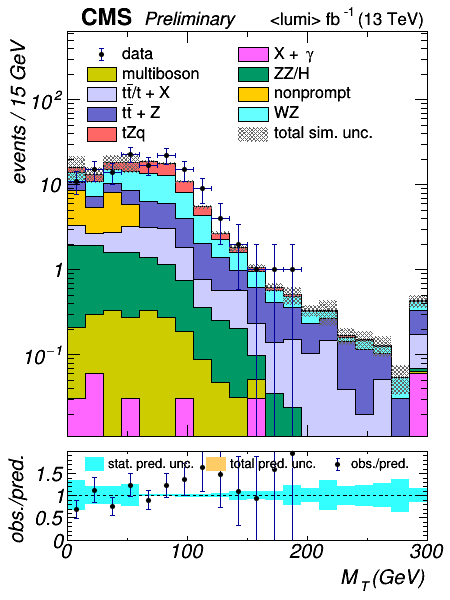 CMS Preliminary <lumi> fb⁻¹ (13 TeV)
events / 15 GeV
data
multiboson
tt̄/t + X
tt̄ + Z
tZq
X + γ
ZZ/H
nonprompt
WZ
total sim. unc.
10²
10
1
10⁻¹
obs./pred.
stat. pred. unc. total pred. unc. obs./pred.
1.5
1
0.5
0
0 100 200 300
M_T (GeV)